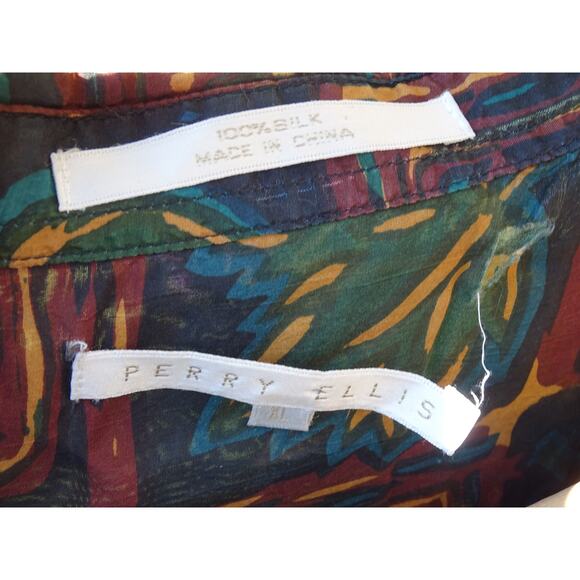 100% SILK
MADE IN CHINA
PERRY ELLIS
XL